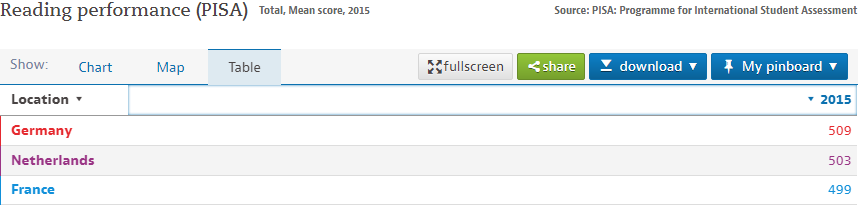 Reading performance (PISA) Total, Mean score, 2015 Source: PISA: Programme for International Student Assessment
Show: Chart Map Table fullscreen share download ▼ My pinboard ▼
Location ▼ ▼ 2015
Germany 509
Netherlands 503
France 499